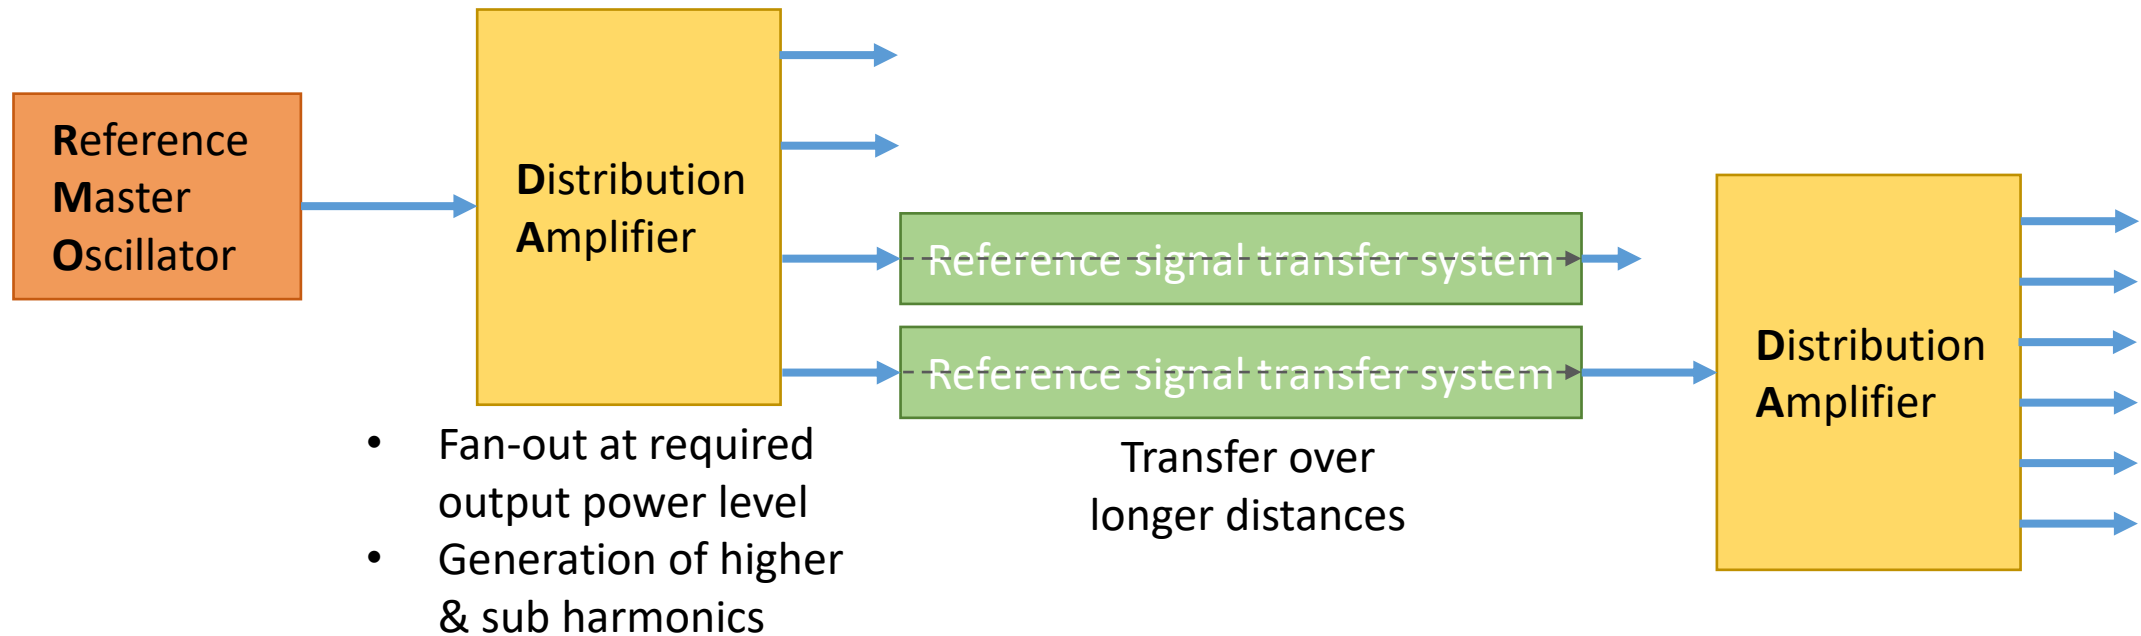 Reference
Master
Oscillator
Distribution
Amplifier
• Fan-out at required
output power level
• Generation of higher
& sub harmonics
Reference signal transfer system
Reference signal transfer system
Transfer over
longer distances
Distribution
Amplifier